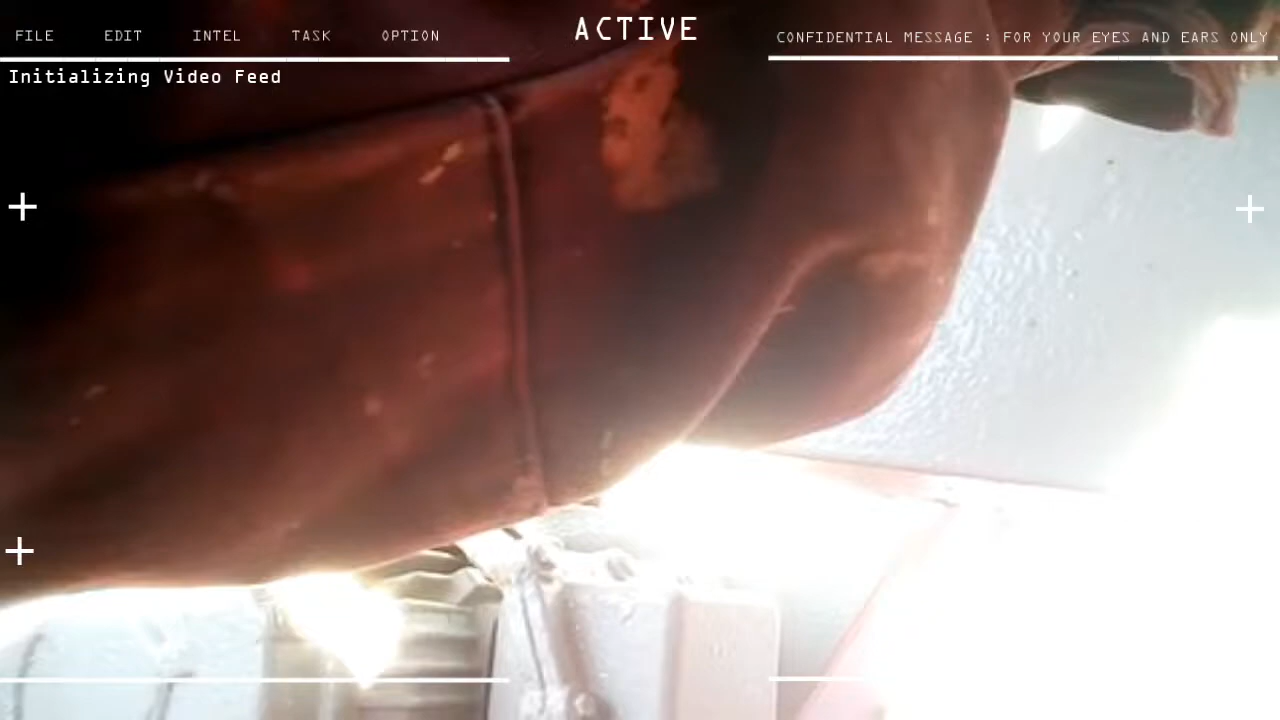 FILE EDIT INTEL TASK OPTION
ACTIVE
CONFIDENTIAL MESSAGE : FOR YOUR EYES AND EARS ONLY
Initializing Video Feed